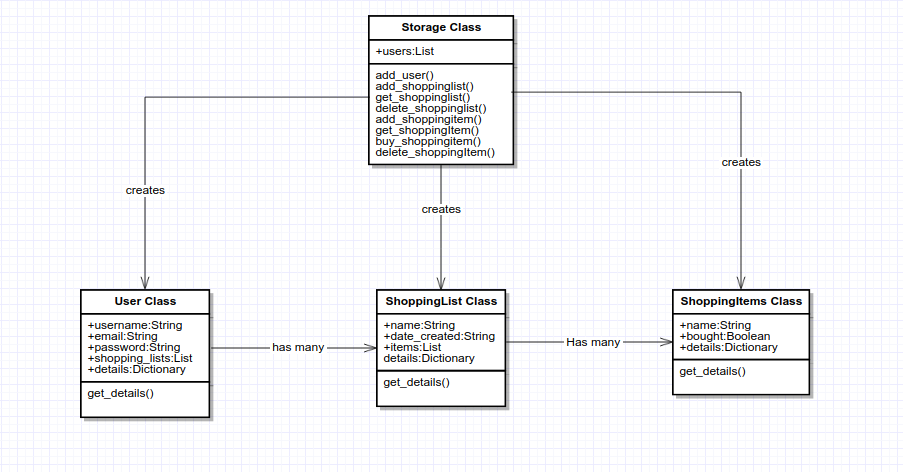 Storage Class
+users:List
add_user()
add_shoppinglist()
get_shoppinglist()
delete_shoppinglist()
add_shoppingitem()
get_shoppingItem()
buy_shoppingitem()
delete_shoppingItem()
creates
creates
creates
User Class
+username:String
+email:String
+password:String
+shopping_lists:List
+details:Dictionary
get_details()
has many
ShoppingList Class
+name:String
+date_created:String
+items:List
details:Dictionary
get_details()
Has many
ShoppingItems Class
+name:String
+bought:Boolean
+details:Dictionary
get_details()